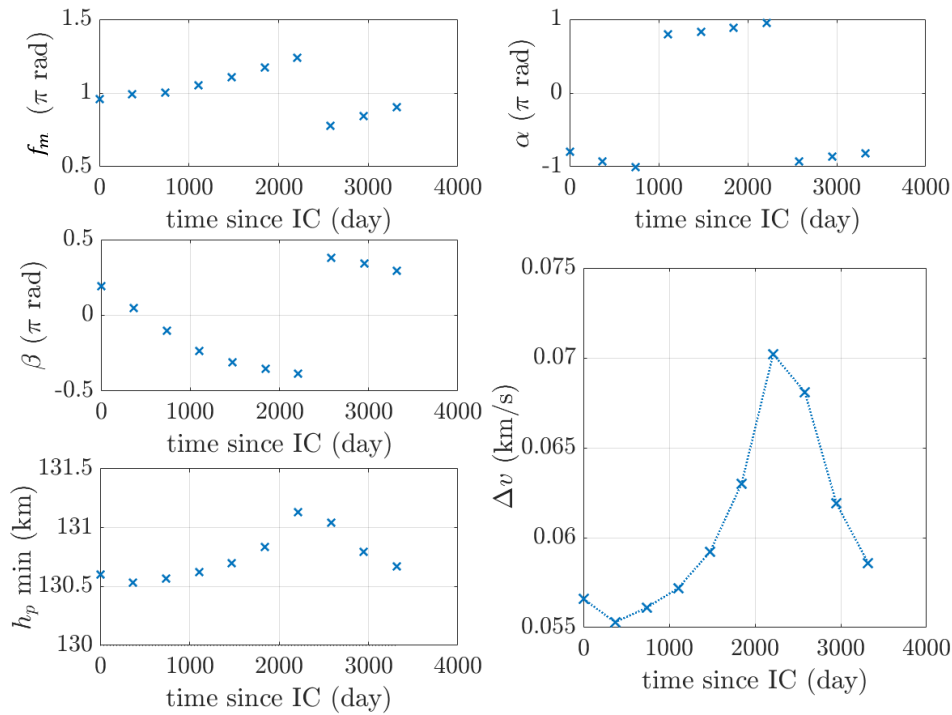 1.5
1
0.5
f_m (π rad)
0 1000 2000 3000 4000
time since IC (day)
1
0
-1
α (π rad)
0 1000 2000 3000 4000
time since IC (day)
0.5
0
-0.5
β (π rad)
0 1000 2000 3000 4000
time since IC (day)
131.5
131
130.5
130
h_p min (km)
0 1000 2000 3000 4000
time since IC (day)
0.075
0.07
0.065
0.06
0.055
Δv (km/s)
0 1000 2000 3000 4000
time since IC (day)